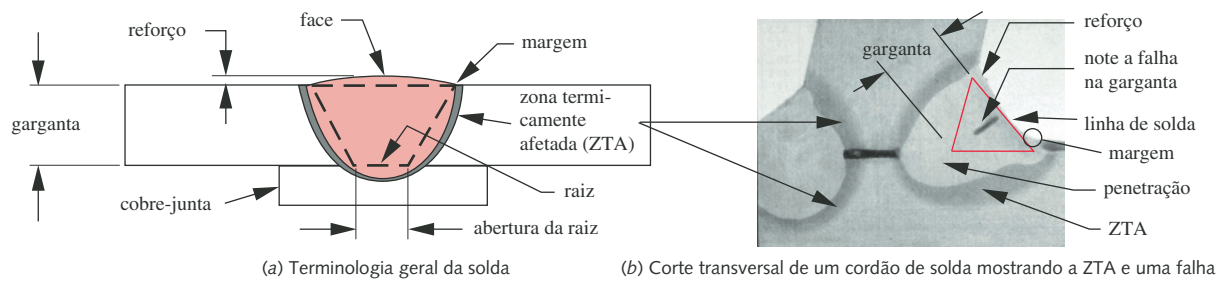 reforço
face
margem
garganta
zona termi-
camente
afetada (ZTA)
raiz
cobre-junta
abertura da raiz
(a) Terminologia geral da solda
garganta
reforço
note a falha
na garganta
linha de solda
margem
penetração
ZTA
(b) Corte transversal de um cordão de solda mostrando a ZTA e uma falha